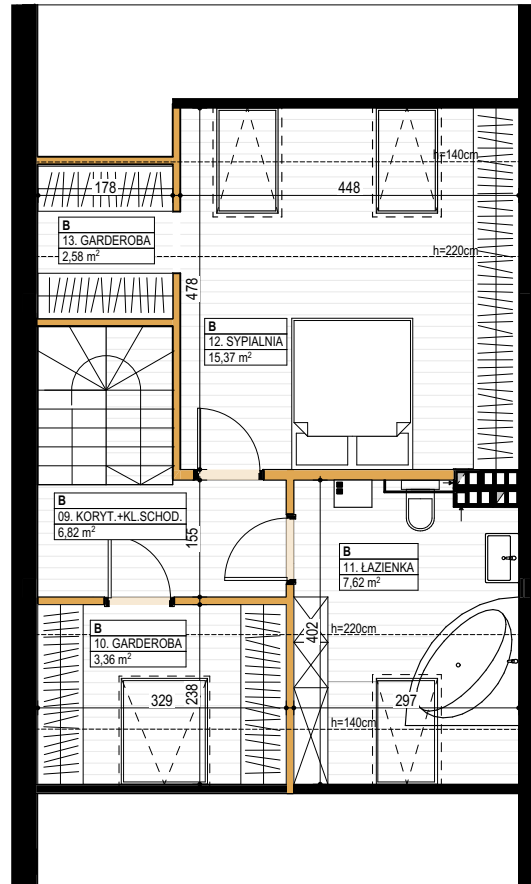 h=140cm
178
448
B
13. GARDEROBA
2,58 m²
h=220cm
478
B
12. SYPIALNIA
15,37 m²
B
09. KORYT.+KL.SCHOD.
6,82 m²
155
B
11. ŁAZIENKA
7,62 m²
B
10. GARDEROBA
3,36 m²
402
h=220cm
329
238
297
h=140cm